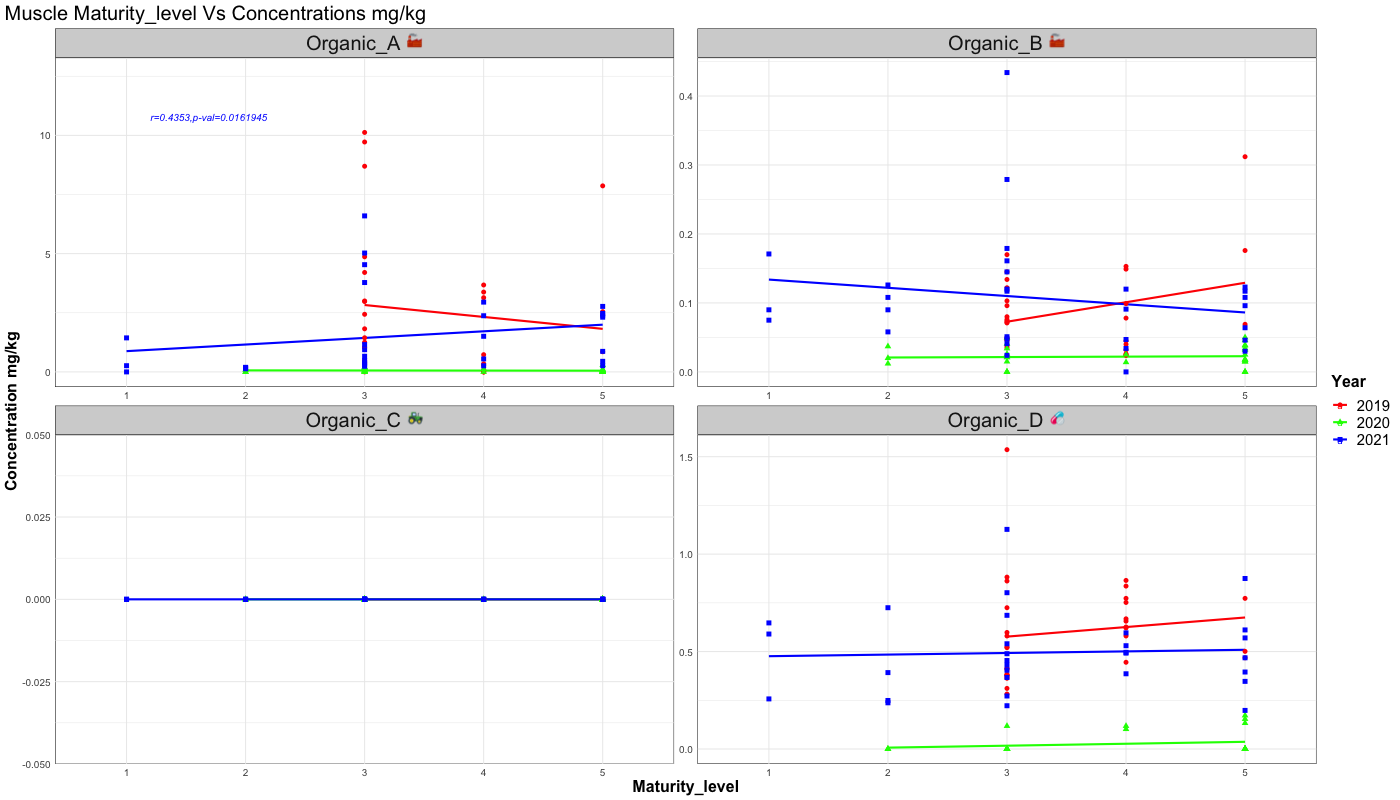 Muscle Maturity_level Vs Concentrations mg/kg
Organic_A
Organic_B
r=0.4353,p-val=0.0161945
10
5
0
1 2 3 4 5
0.4
0.3
0.2
0.1
0.0
1 2 3 4 5
Organic_C
Organic_D
0.050
0.025
0.000
-0.025
-0.050
1 2 3 4 5
1.5
1.0
0.5
0.0
1 2 3 4 5
Concentration mg/kg
Maturity_level
Year
2019
2020
2021